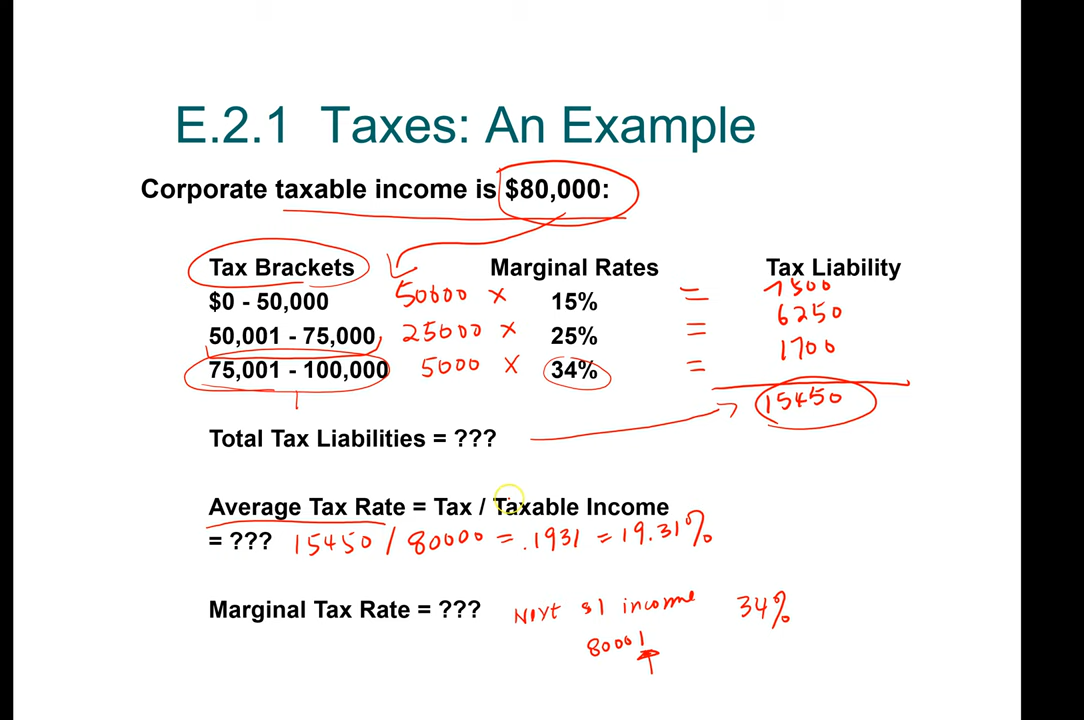 E.2.1 Taxes: An Example
Corporate taxable income is $80,000:
Tax Brackets Marginal Rates Tax Liability
$0 - 50,000 50000 x 15% = 7500
50,001 - 75,000 25000 x 25% = 6250
75,001 - 100,000 5000 x 34% = 1700
15450
Total Tax Liabilities = ???
Average Tax Rate = Tax / Taxable Income
= ??? 15450 / 80000 = .1931 = 19.31%
Marginal Tax Rate = ??? Next $1 income 34%
80001